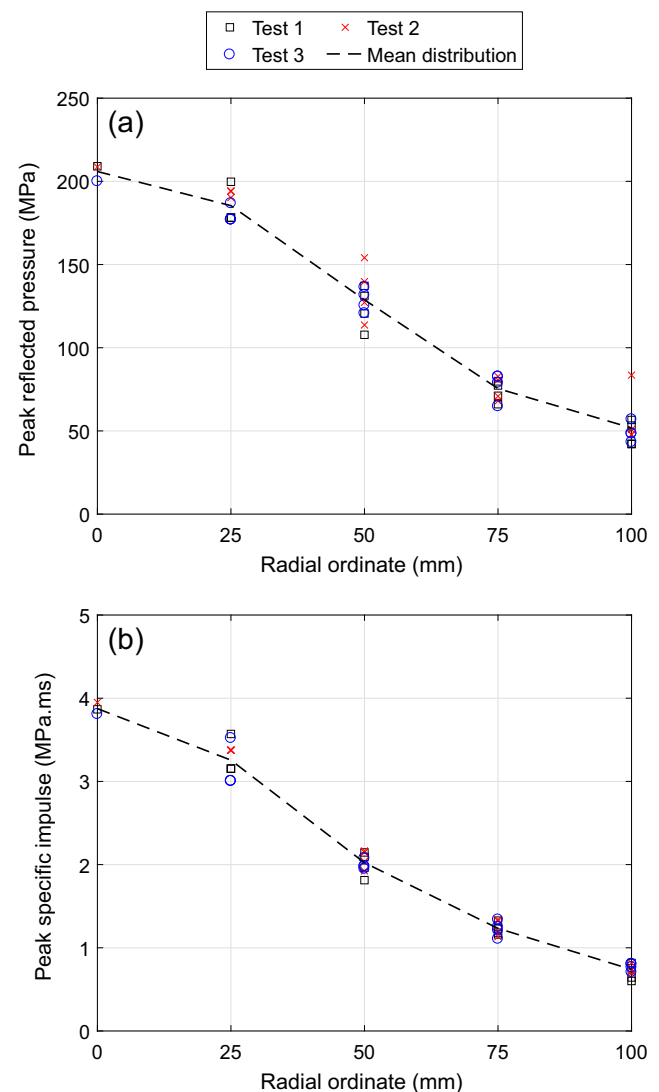 Test 1
Test 2
Test 3
Mean distribution
(a)
Peak reflected pressure (MPa)
250
200
150
100
50
0
0 25 50 75 100
Radial ordinate (mm)
(b)
Peak specific impulse (MPa.ms)
5
4
3
2
1
0
0 25 50 75 100
Radial ordinate (mm)